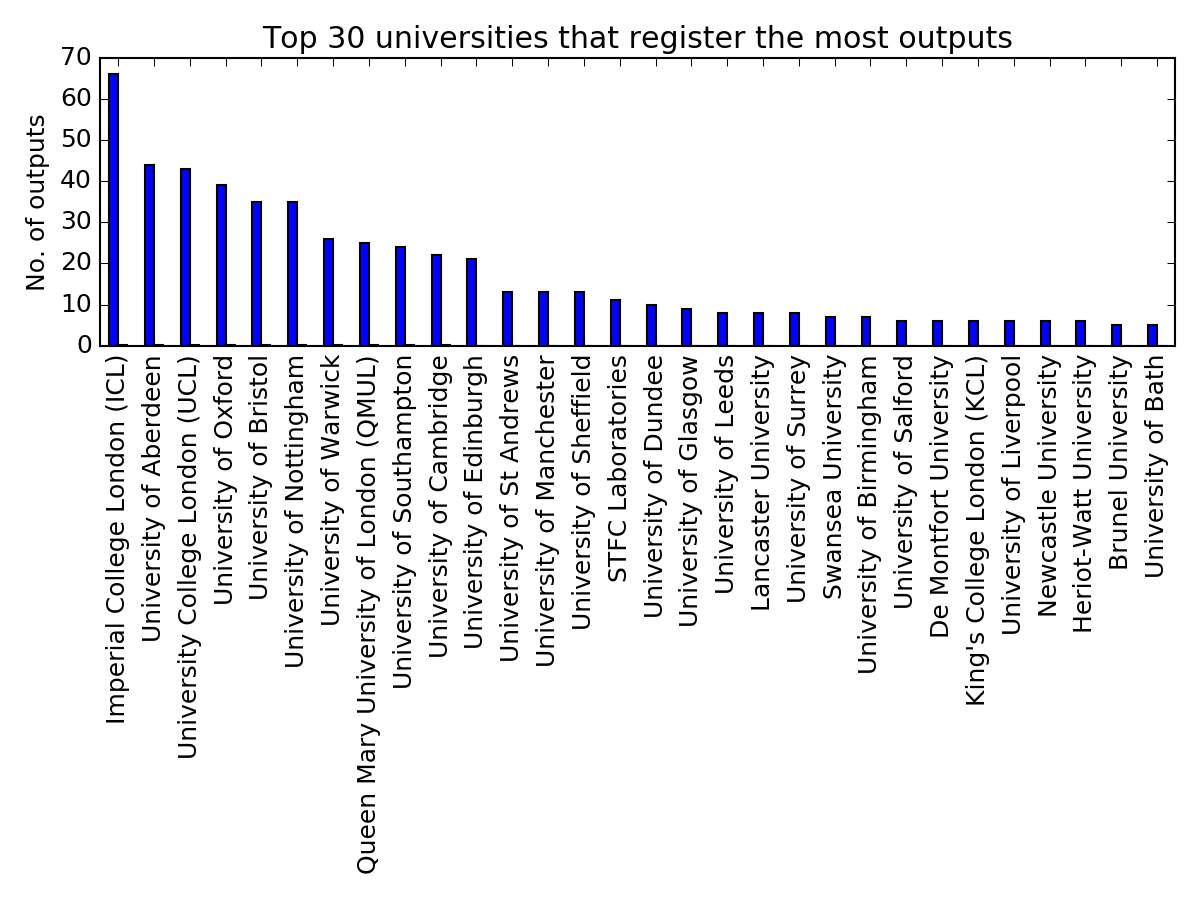 Top 30 universities that register the most outputs
No. of outputs
70
60
50
40
30
20
10
0
Imperial College London (ICL)
University of Aberdeen
University College London (UCL)
University of Oxford
University of Bristol
University of Nottingham
University of Warwick
Queen Mary University of London (QMUL)
University of Southampton
University of Cambridge
University of Edinburgh
University of St Andrews
University of Manchester
University of Sheffield
STFC Laboratories
University of Dundee
University of Glasgow
University of Leeds
Lancaster University
University of Surrey
Swansea University
University of Birmingham
University of Salford
De Montfort University
King's College London (KCL)
University of Liverpool
Newcastle University
Heriot-Watt University
Brunel University
University of Bath